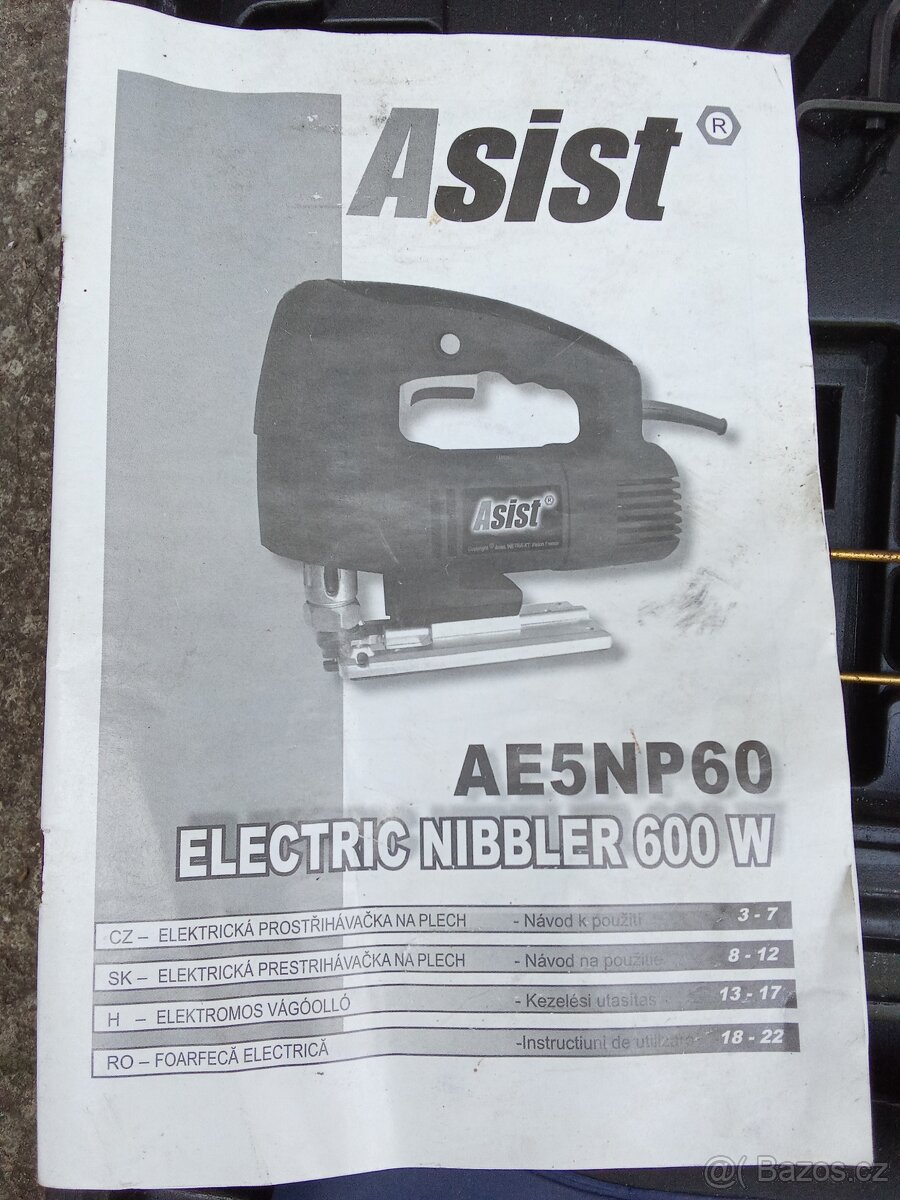 Asist ®
Asist ®
AE5NP60
ELECTRIC NIBBLER 600 W
CZ – ELEKTRICKÁ PROSTŘIHÁVAČKA NA PLECH - Návod k použití 3 - 7
SK – ELEKTRICKÁ PRESTRIHÁVAČKA NA PLECH - Návod na použitie 8 - 12
H – ELEKTROMOS VÁGÓOLLÓ - Kezelési utasítás 13 - 17
RO – FOARFECĂ ELECTRICĂ -Instructiuni de utilizare 18 - 22
@( Bazos.cz